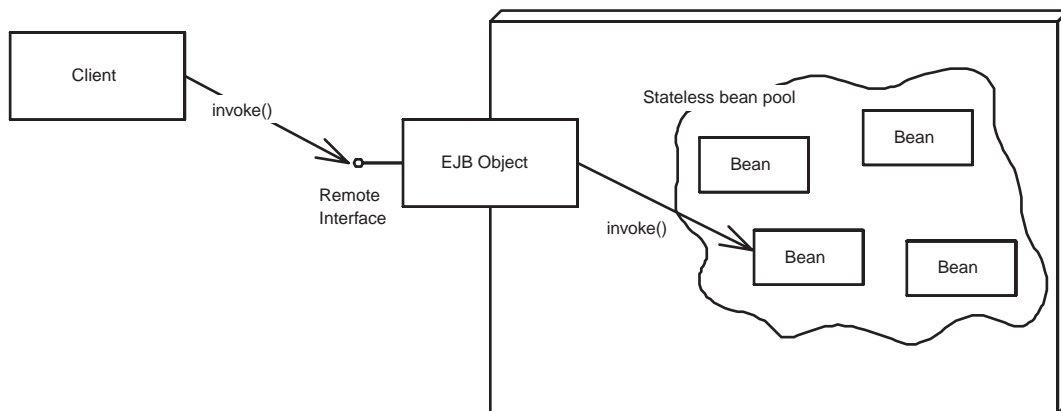 Client
invoke()
Remote
Interface
EJB Object
invoke()
Stateless bean pool
Bean
Bean
Bean
Bean